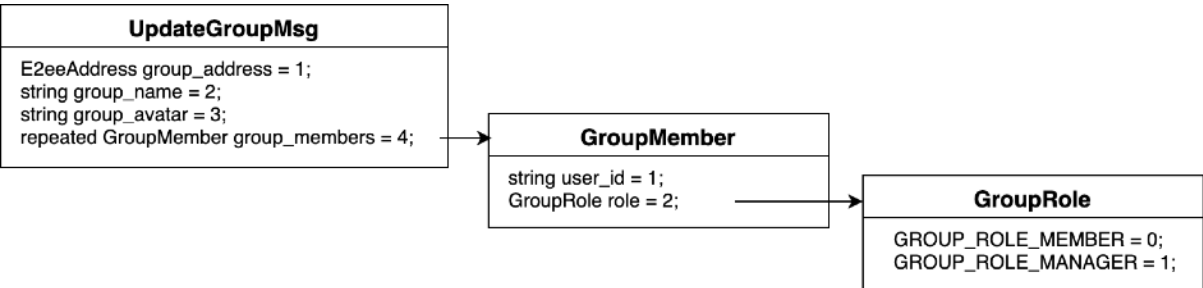 UpdateGroupMsg
E2eeAddress group_address = 1;
string group_name = 2;
string group_avatar = 3;
repeated GroupMember group_members = 4;
GroupMember
string user_id = 1;
GroupRole role = 2;
GroupRole
GROUP_ROLE_MEMBER = 0;
GROUP_ROLE_MANAGER = 1;